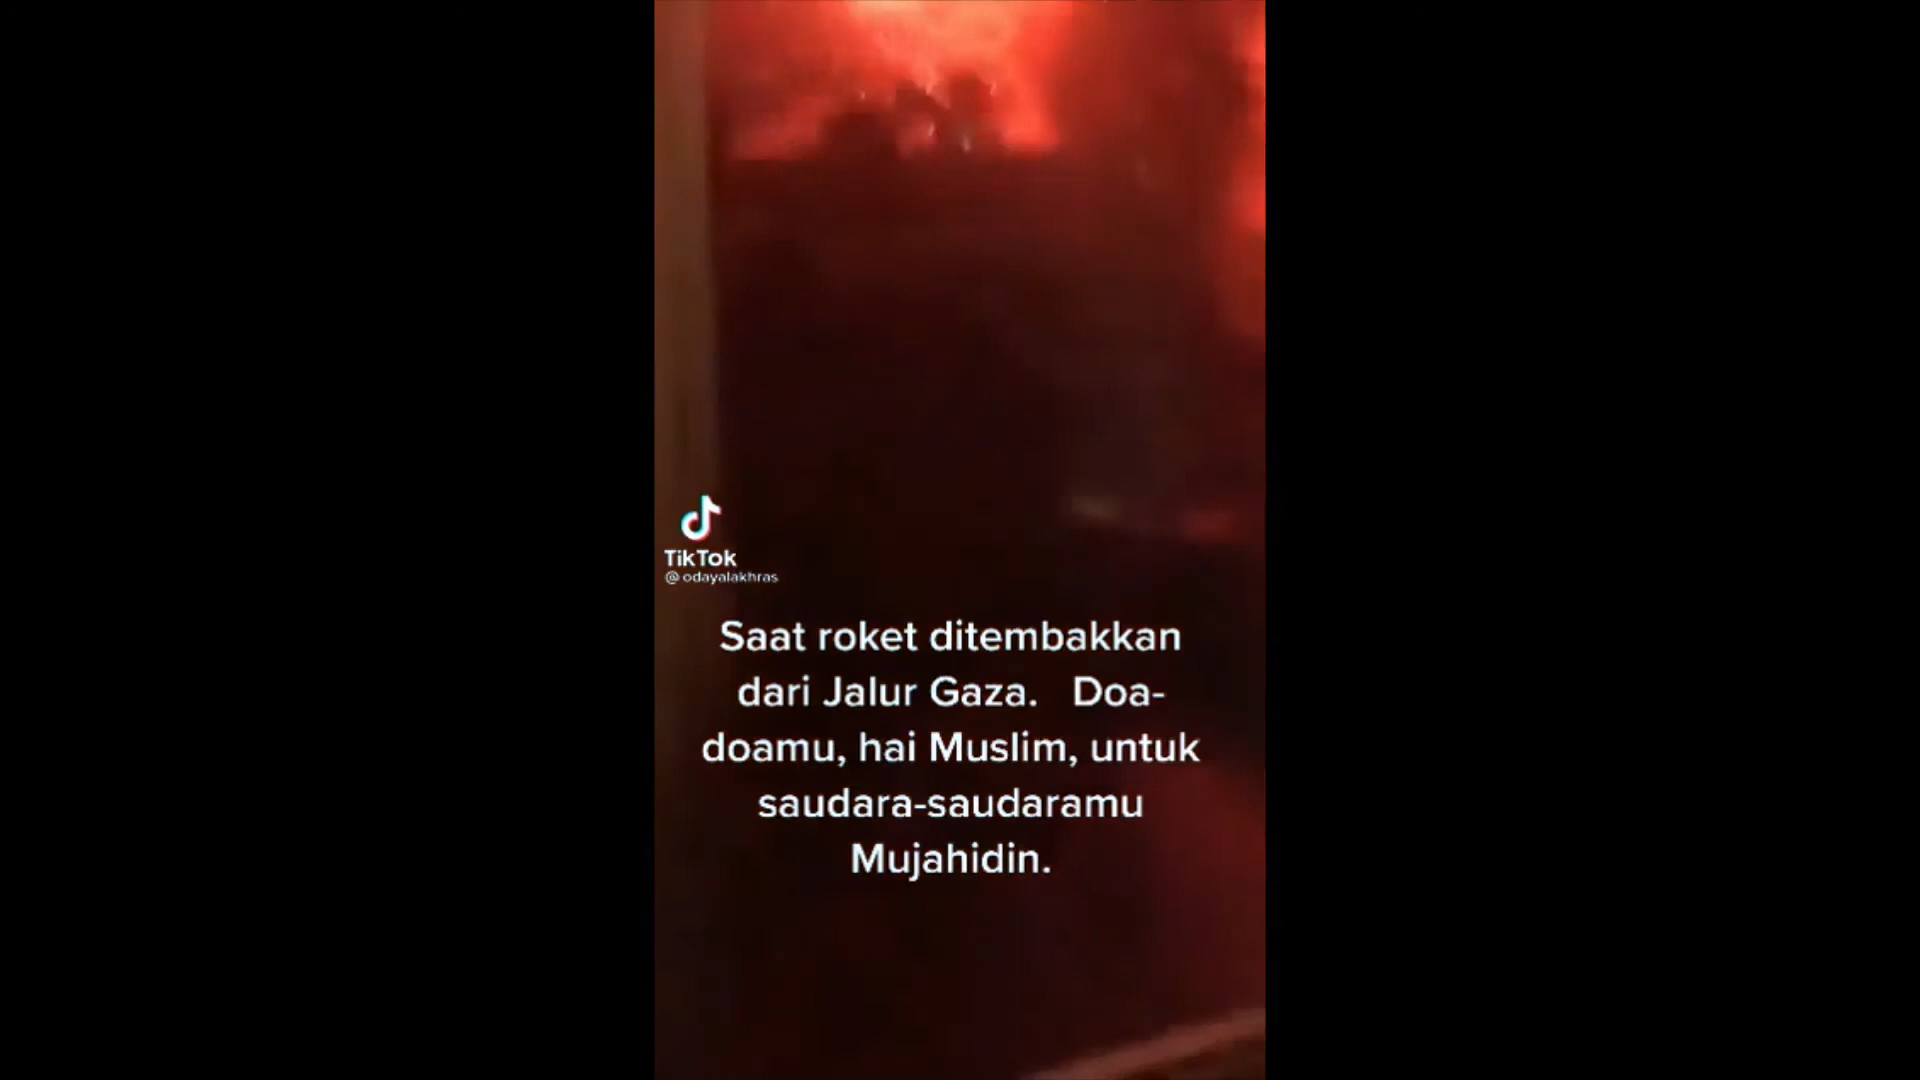 TikTok
@odayalakhras
Saat roket ditembakkan
dari Jalur Gaza. Doa-
doamu, hai Muslim, untuk
saudara-saudaramu
Mujahidin.